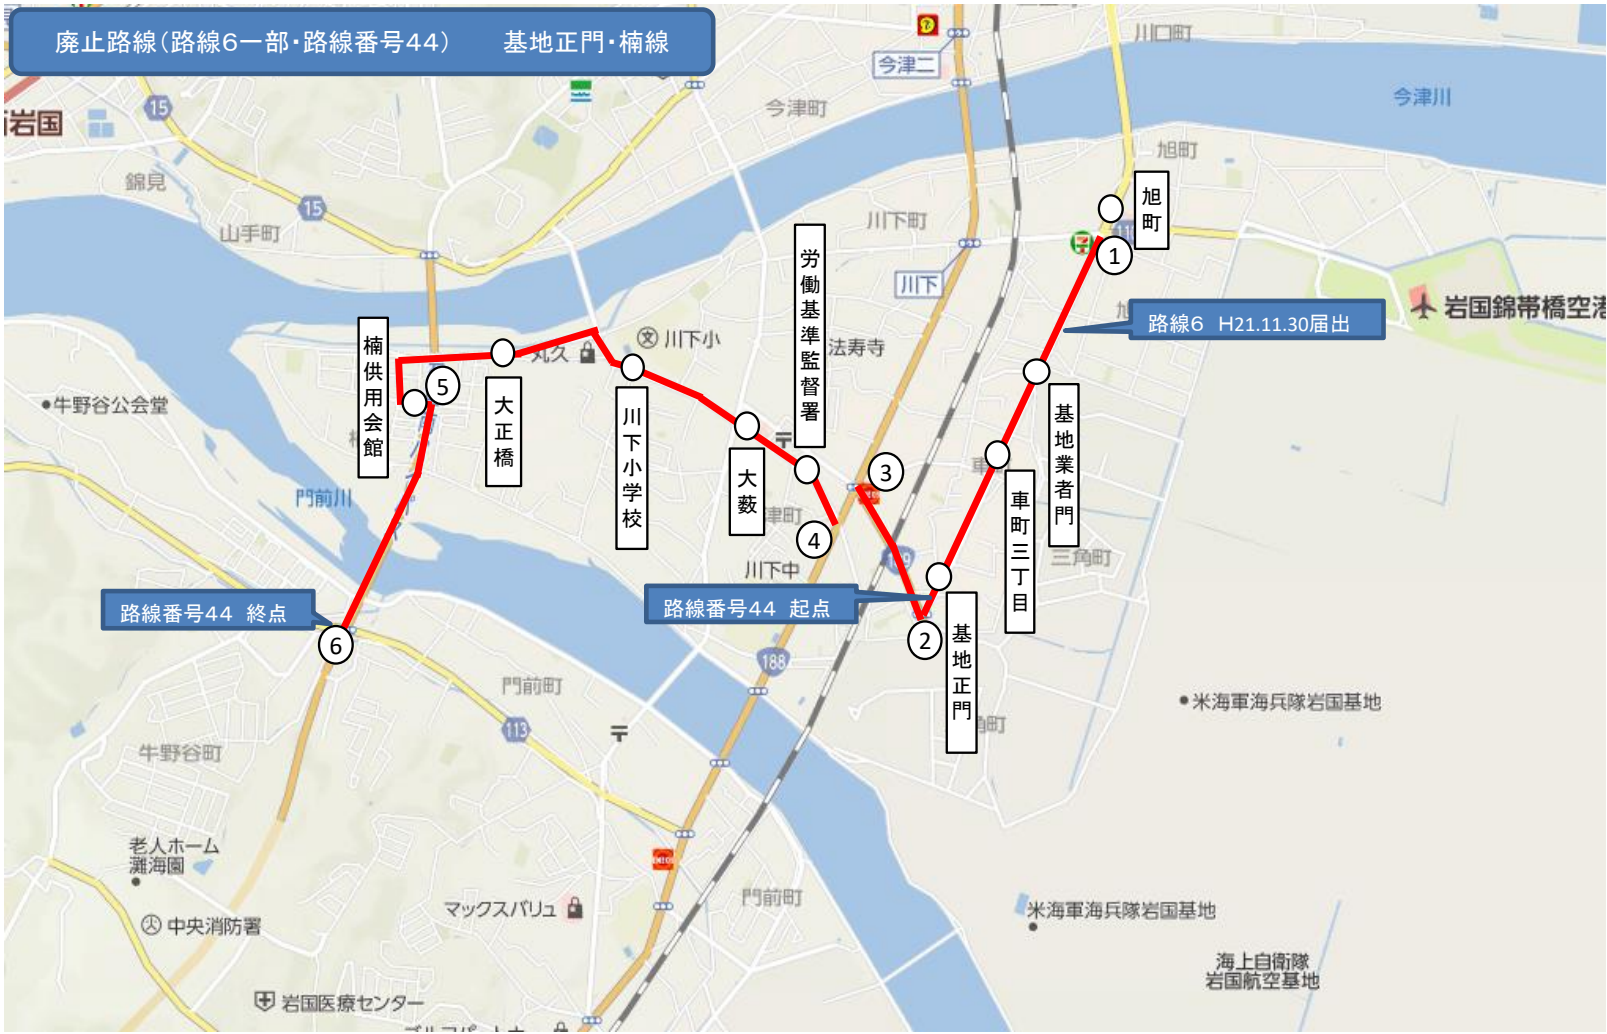 廃止路線（路線６一部・路線番号４４）　　基地正門・楠線
川口町
今津二
今津川
今津町
15
岩国
旭町
錦見
旭町
15
川下町
山手町
110
1
労働基準監督署
川下
岩国錦帯橋空港
路線６　H21.11.30届出
楠供用会館
川下小
丸久
法寿寺
5
大正橋
川下小学校
牛野谷公会堂
基地業者門
大薮
3
車町三丁目
門前川
津町
4
189
三角町
川下中
路線番号４４　終点
路線番号４４　起点
基地正門
2
6
188
門前町
米海軍海兵隊岩国基地
角町
113
牛野谷町
老人ホーム
灘海園
ENEOS
門前町
マックスバリュ
米海軍海兵隊岩国基地
中央消防署
海上自衛隊
岩国航空基地
岩国医療センター